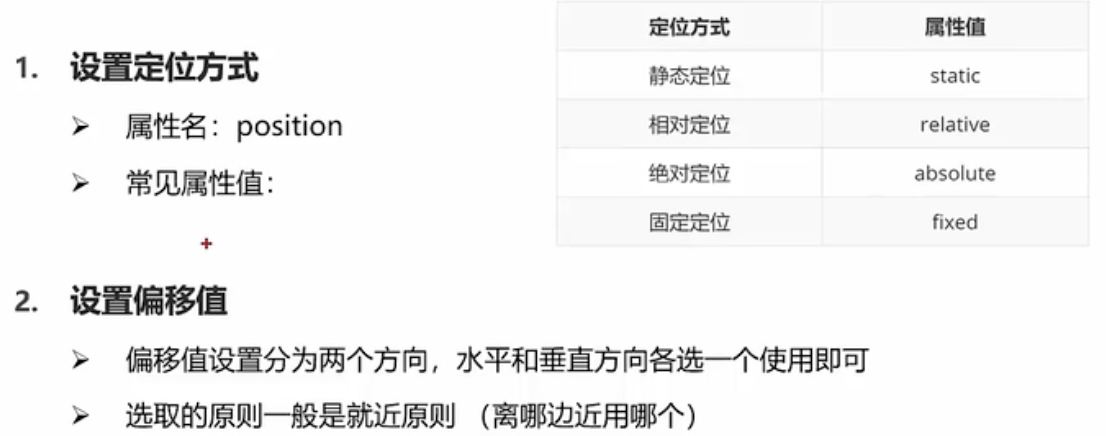 1. 设置定位方式
➢ 属性名：position
➢ 常见属性值：
定位方式 属性值
静态定位 static
相对定位 relative
绝对定位 absolute
固定定位 fixed
2. 设置偏移值
➢ 偏移值设置分为两个方向，水平和垂直方向各选一个使用即可
➢ 选取的原则一般是就近原则 （离哪边近用哪个）